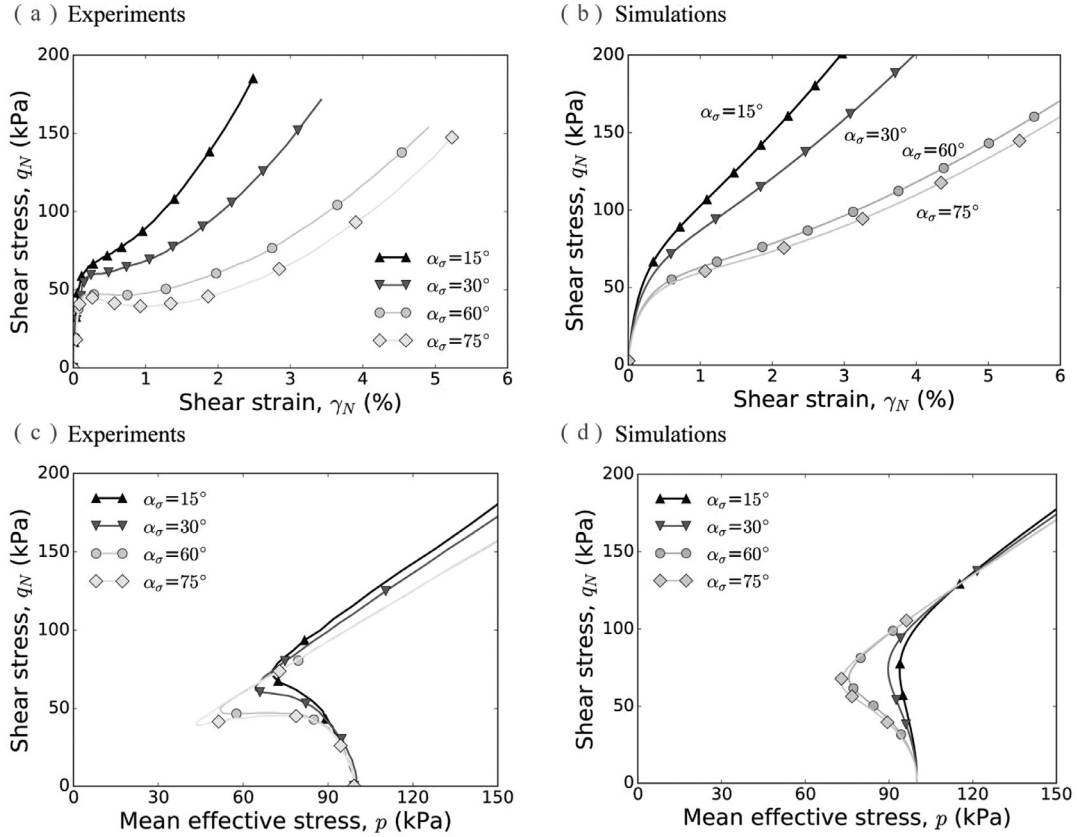 ( a ) Experiments
200
150
100
50
0
0 1 2 3 4 5 6
Shear stress, q_N (kPa)
Shear strain, γ_N (%)
α_σ=15°
α_σ=30°
α_σ=60°
α_σ=75°
( b ) Simulations
200
150
100
50
0
0 1 2 3 4 5 6
Shear stress, q_N (kPa)
Shear strain, γ_N (%)
α_σ=15°
α_σ=30°
α_σ=60°
α_σ=75°
( c ) Experiments
200
150
100
50
0
0 30 60 90 120 150
Shear stress, q_N (kPa)
Mean effective stress, p (kPa)
α_σ=15°
α_σ=30°
α_σ=60°
α_σ=75°
( d ) Simulations
200
150
100
50
0
0 30 60 90 120 150
Shear stress, q_N (kPa)
Mean effective stress, p (kPa)
α_σ=15°
α_σ=30°
α_σ=60°
α_σ=75°